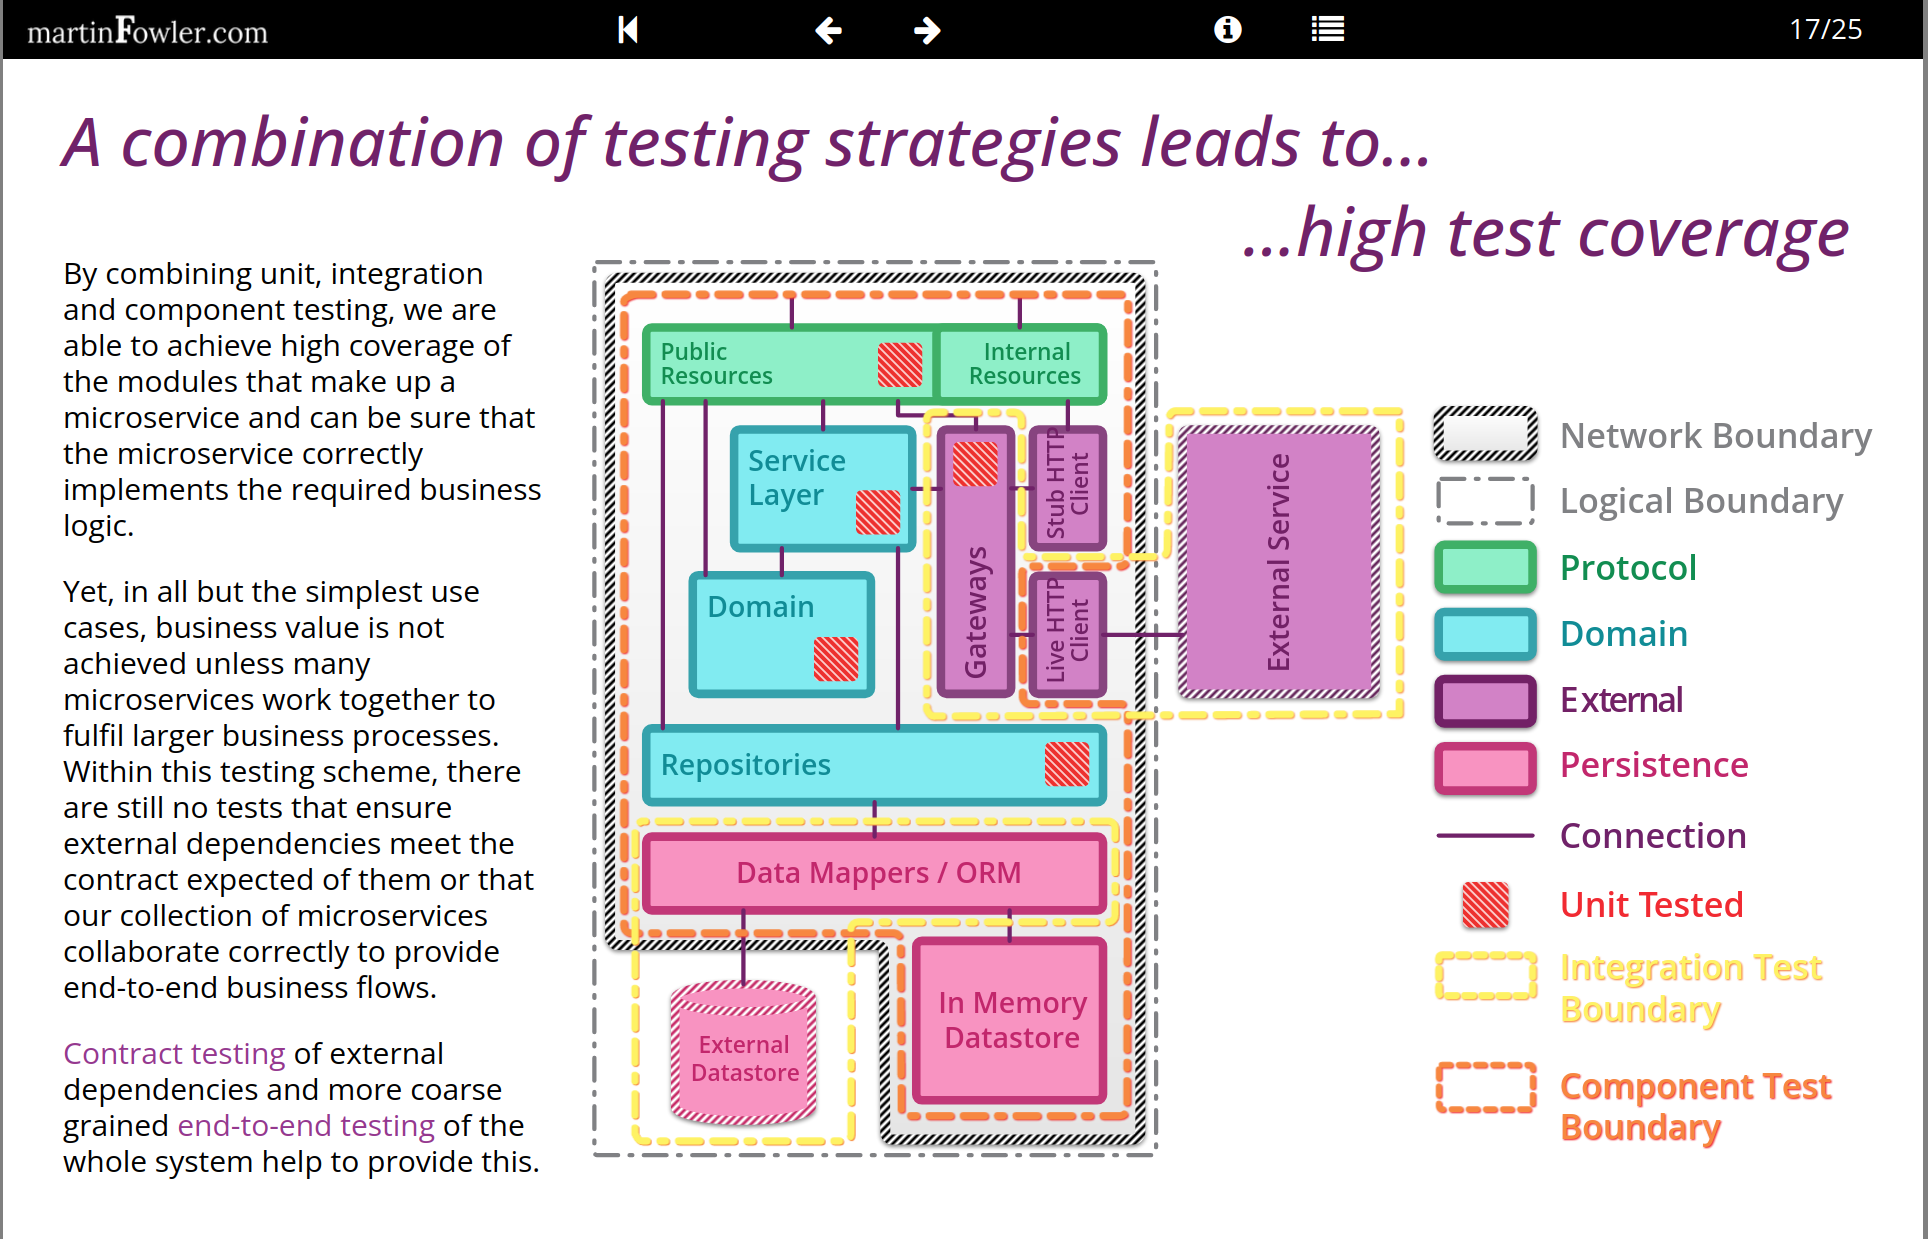 martinFowler.com
17/25
A combination of testing strategies leads to...
...high test coverage
By combining unit, integration
and component testing, we are
able to achieve high coverage of
the modules that make up a
microservice and can be sure that
the microservice correctly
implements the required business
logic.
Yet, in all but the simplest use
cases, business value is not
achieved unless many
microservices work together to
fulfil larger business processes.
Within this testing scheme, there
are still no tests that ensure
external dependencies meet the
contract expected of them or that
our collection of microservices
collaborate correctly to provide
end-to-end business flows.
Contract testing of external
dependencies and more coarse
grained end-to-end testing of the
whole system help to provide this.
Public
Resources
Internal
Resources
Service
Layer
Domain
Gateways
Stub HTTP
Client
Live HTTP
Client
External Service
Repositories
Data Mappers / ORM
External
Datastore
In Memory
Datastore
Network Boundary
Logical Boundary
Protocol
Domain
External
Persistence
Connection
Unit Tested
Integration Test
Boundary
Component Test
Boundary